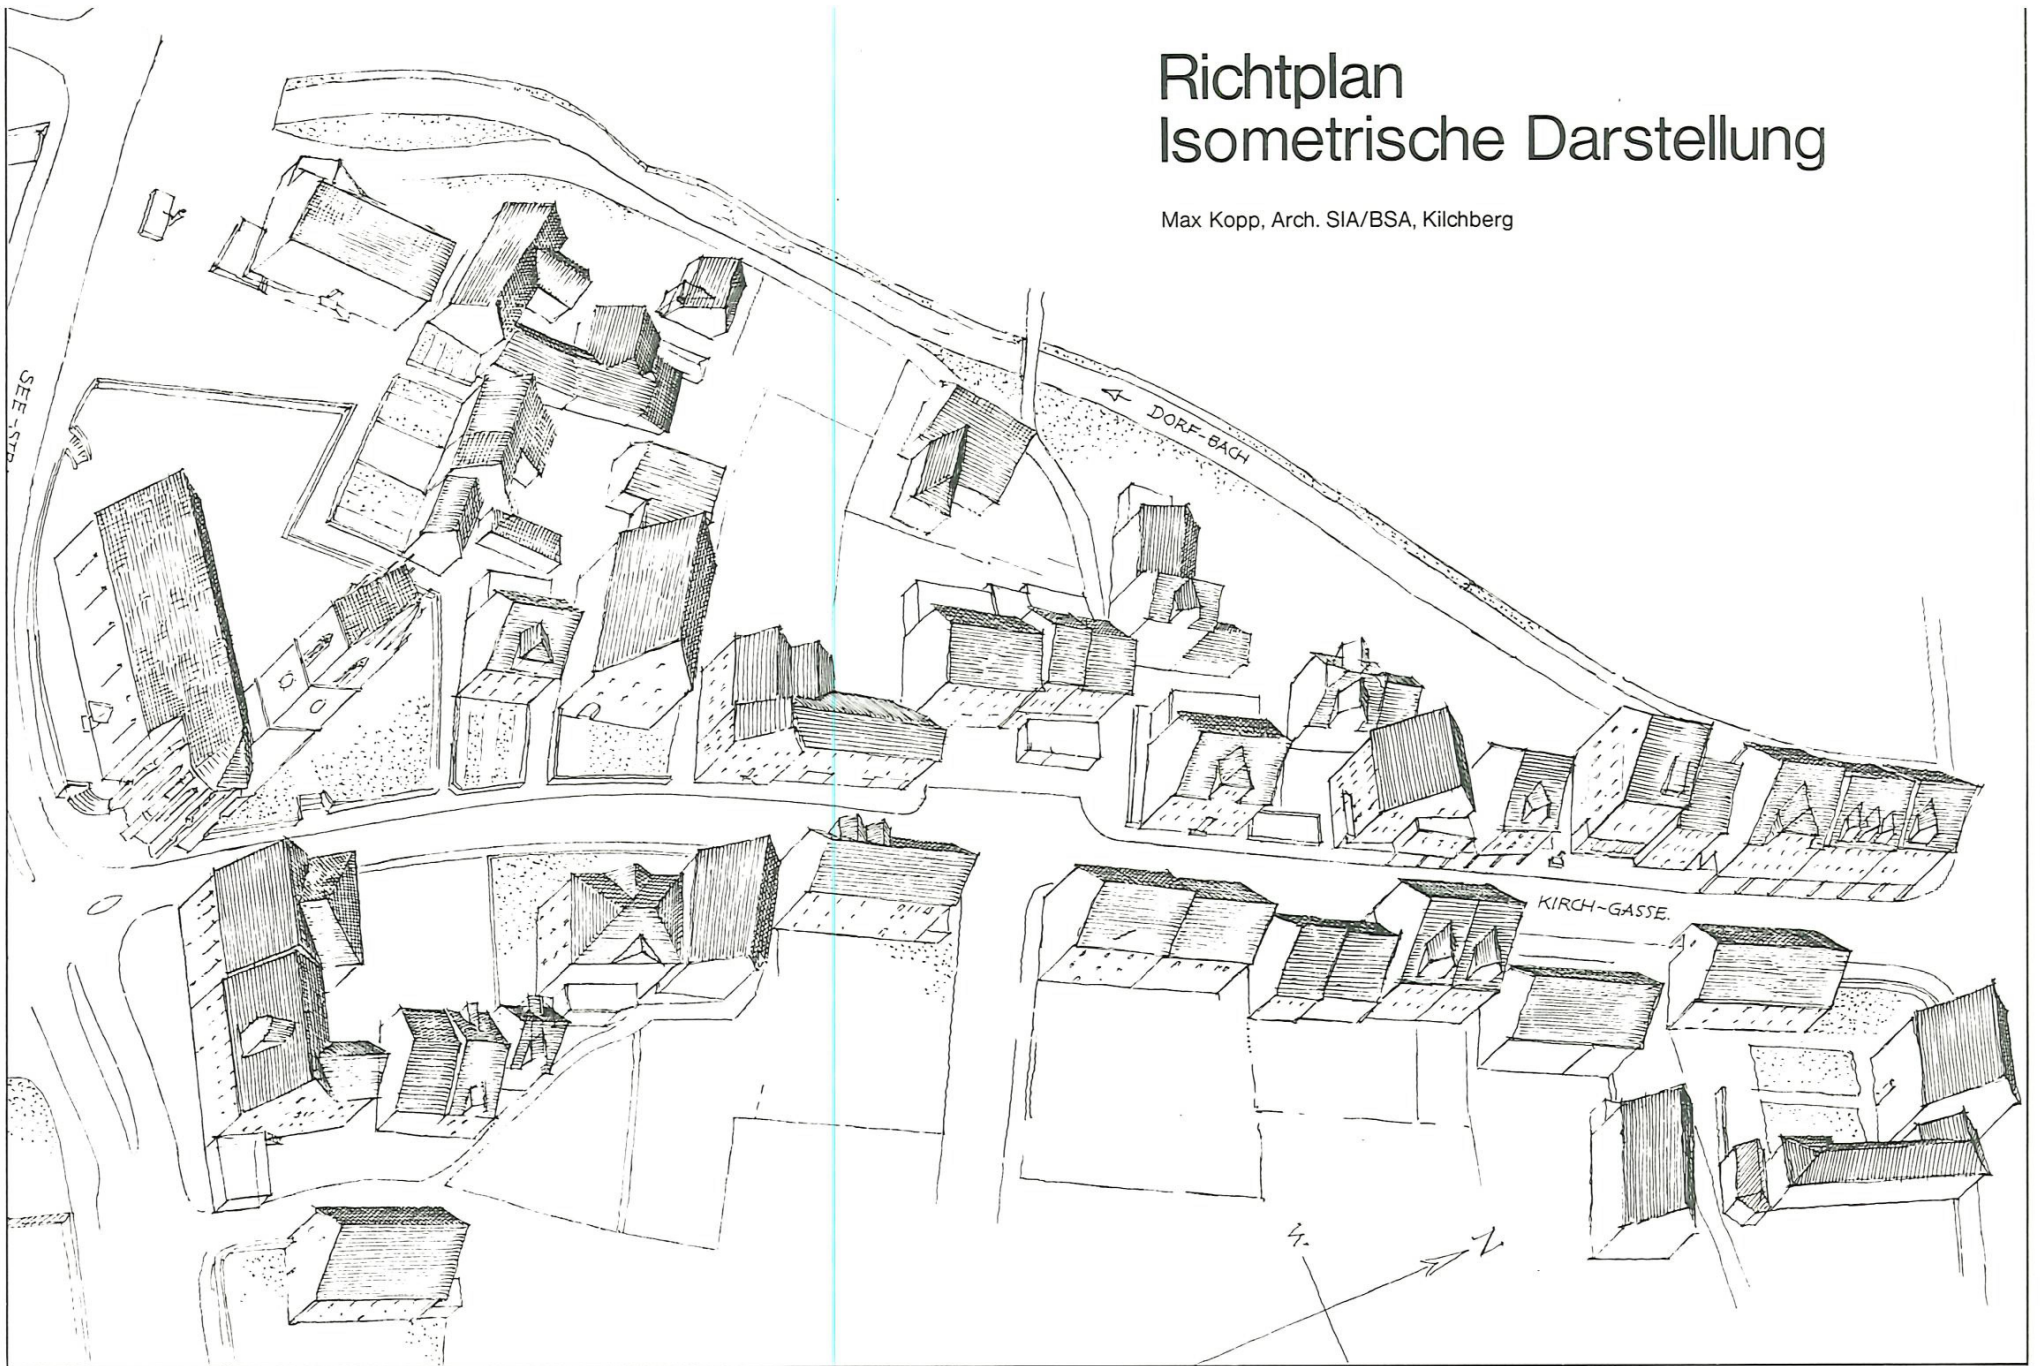 Richtplan
Isometrische Darstellung
Max Kopp, Arch. SIA/BSA, Kilchberg
SEE-STR.
DORF-BACH
KIRCH-GASSE.
N